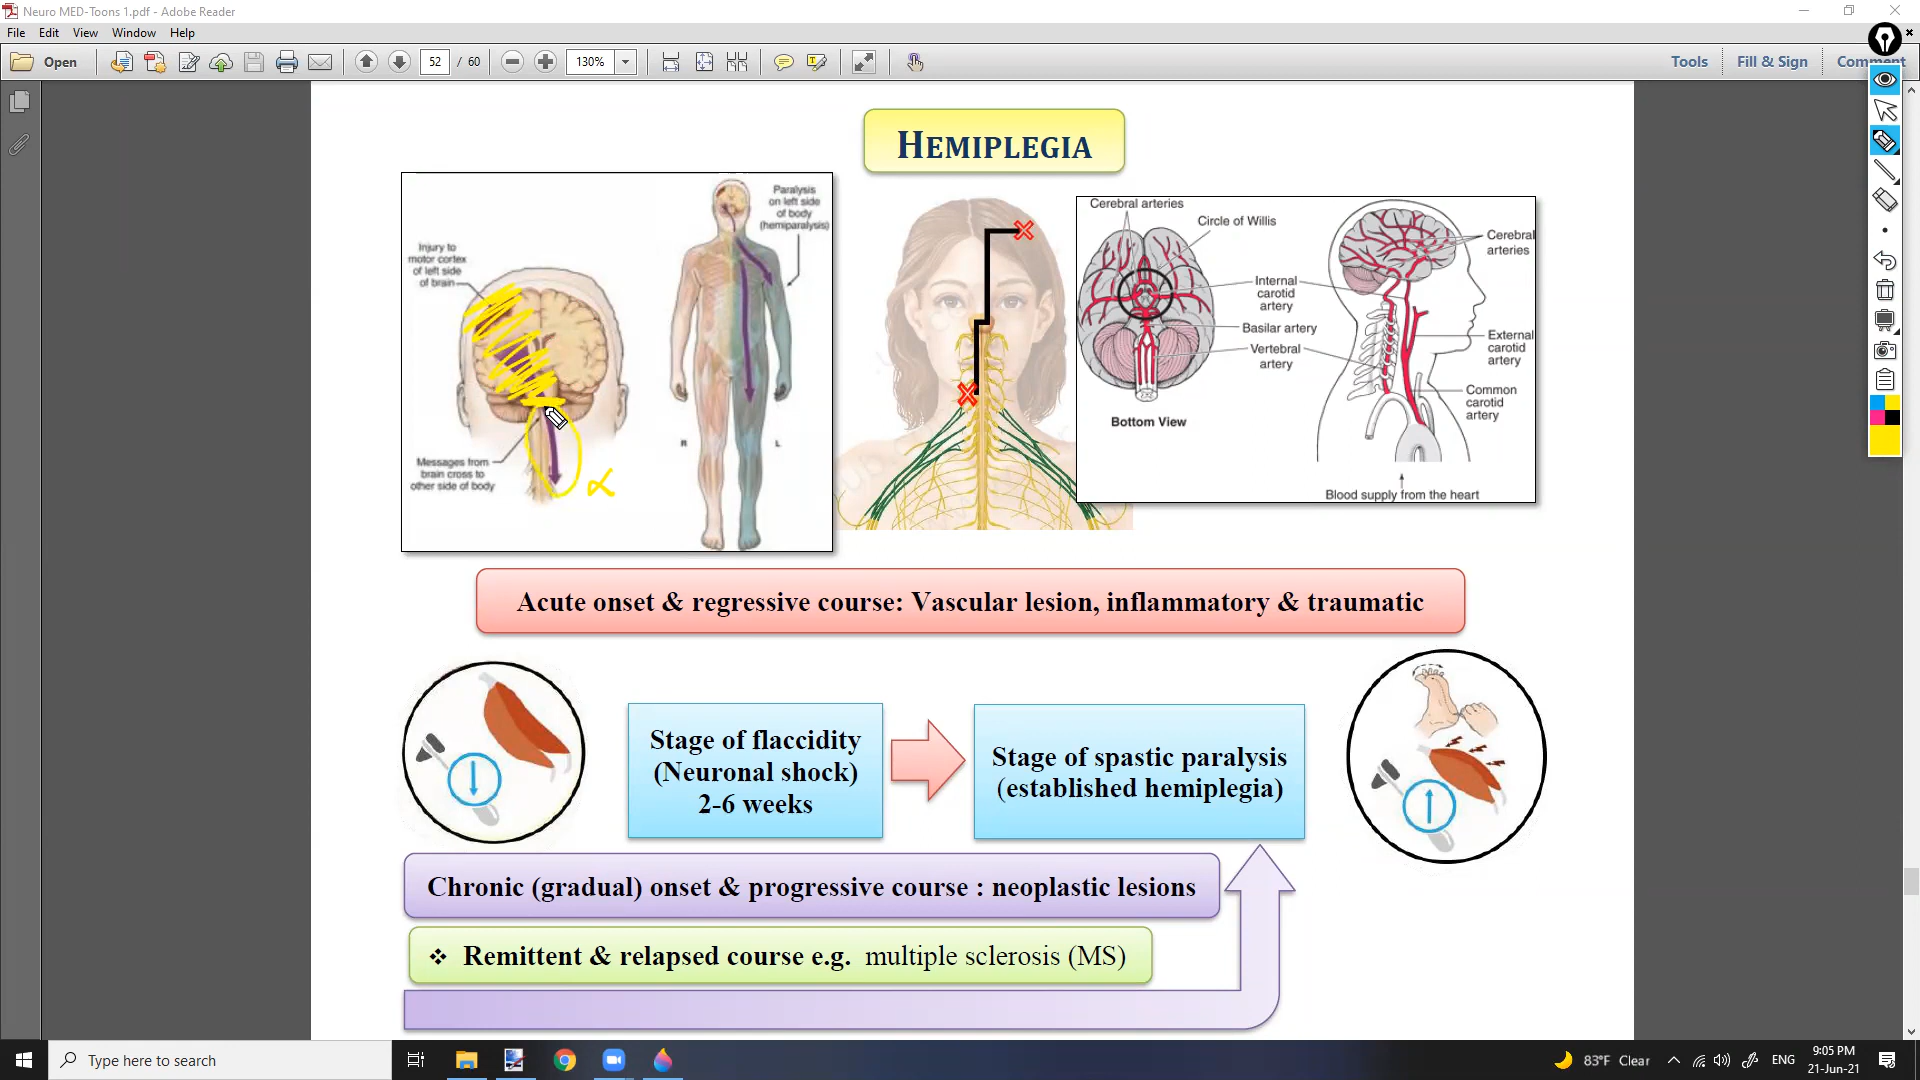 Neuro MED-Toons 1.pdf - Adobe Reader
File Edit View Window Help
Open
52 / 60
130%
Tools
Fill & Sign
Comment
HEMIPLEGIA
Injury to
motor cortex
of left side
of brain
Messages from
brain cross to
other side of body
α
Paralysis
on left side
of body
(hemiparalysis)
R
L
Cerebral arteries
Circle of Willis
Internal
carotid
artery
Basilar artery
Vertebral
artery
Bottom View
Cerebral
arteries
External
carotid
artery
Common
carotid
artery
Blood supply from the heart
Acute onset & regressive course: Vascular lesion, inflammatory & traumatic
Stage of flaccidity
(Neuronal shock)
2-6 weeks
Stage of spastic paralysis
(established hemiplegia)
Chronic (gradual) onset & progressive course : neoplastic lesions
❖ Remittent & relapsed course e.g. multiple sclerosis (MS)
Type here to search
83°F Clear
ENG
9:05 PM
21-Jun-21